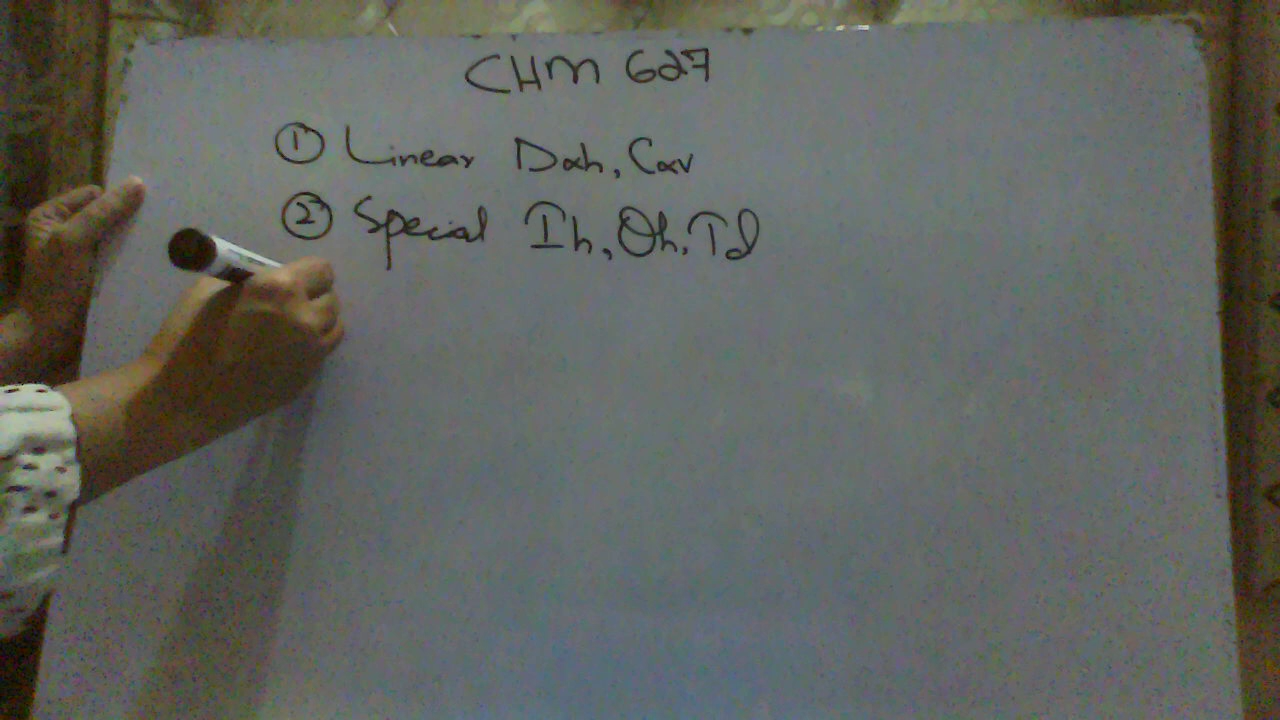 CHM 627
① Linear D∞h, C∞v
② Special Ih, Oh, Td